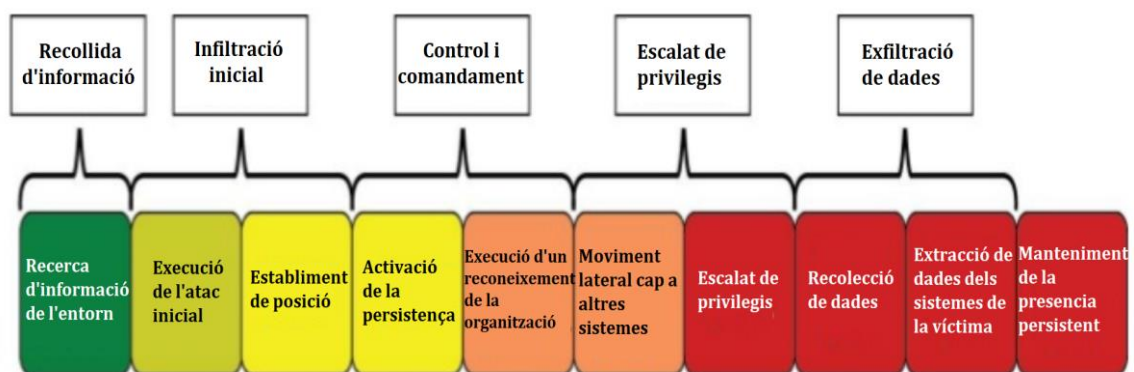 Recollida
d'informació
Infiltració
inicial
Control i
comandament
Escalat de
privilegis
Exfiltració
de dades
Recerca
d'informació
de l'entorn
Execució
de l'atac
inicial
Establiment
de posició
Activació
de la
persistença
Execució d'un
reconeixement
de la
organització
Moviment
lateral cap a
altres
sistemes
Escalat de
privilegis
Recolecció
de dades
Extracció de
dades dels
sistemes de
la víctima
Manteniment
de la
presencia
persistent